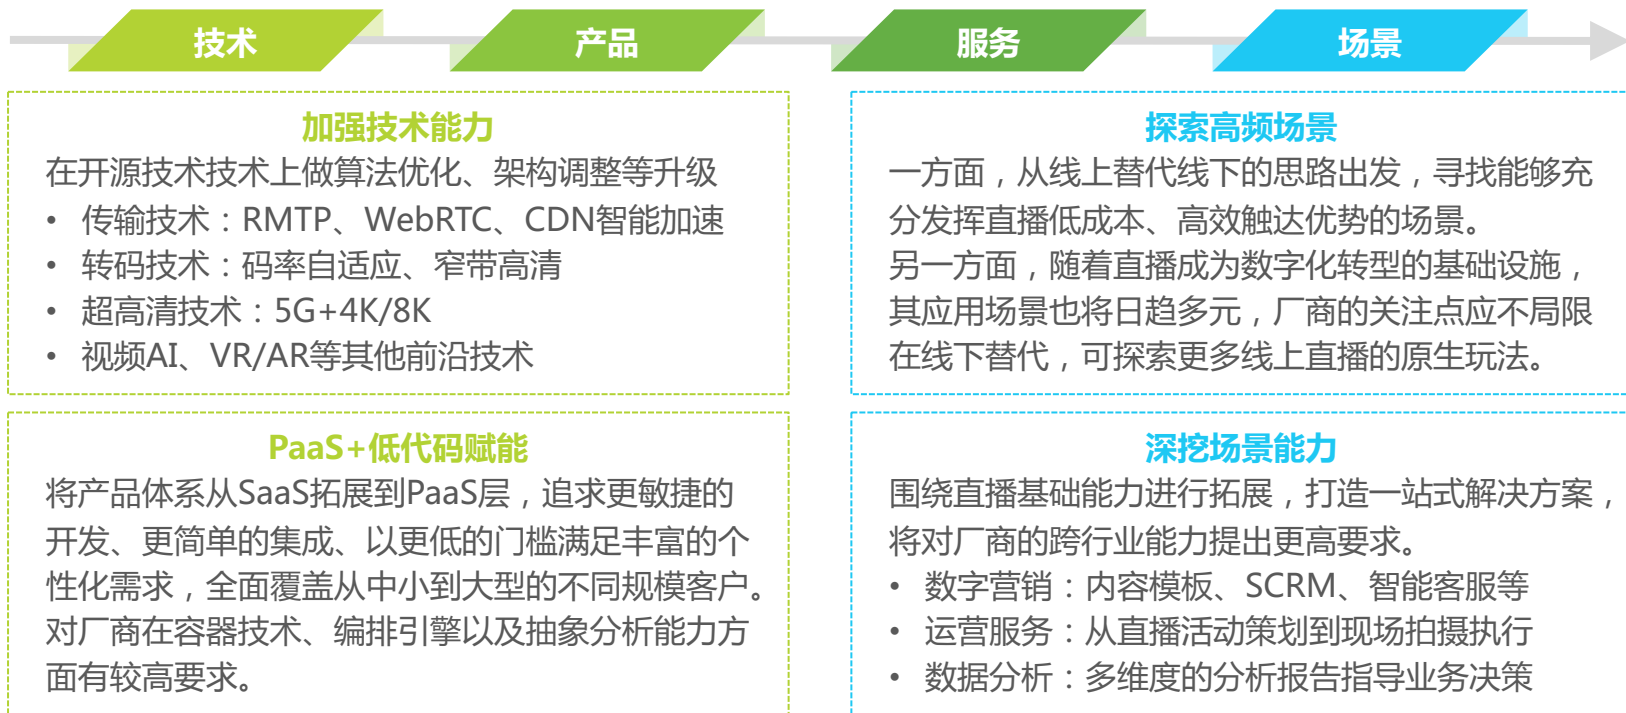 技术
产品
服务
场景
加强技术能力
在开源技术技术上做算法优化、架构调整等升级
• 传输技术：RMTP、WebRTC、CDN智能加速
• 转码技术：码率自适应、窄带高清
• 超高清技术：5G+4K/8K
• 视频AI、VR/AR等其他前沿技术
探索高频场景
一方面，从线上替代线下的思路出发，寻找能够充
分发挥直播低成本、高效触达优势的场景。
另一方面，随着直播成为数字化转型的基础设施，
其应用场景也将日趋多元，厂商的关注点应不局限
在线下替代，可探索更多线上直播的原生玩法。
PaaS+低代码赋能
将产品体系从SaaS拓展到PaaS层，追求更敏捷的
开发、更简单的集成、以更低的门槛满足丰富的个
性化需求，全面覆盖从中小到大型的不同规模客户。
对厂商在容器技术、编排引擎以及抽象分析能力方
面有较高要求。
深挖场景能力
围绕直播基础能力进行拓展，打造一站式解决方案，
将对厂商的跨行业能力提出更高要求。
• 数字营销：内容模板、SCRM、智能客服等
• 运营服务：从直播活动策划到现场拍摄执行
• 数据分析：多维度的分析报告指导业务决策